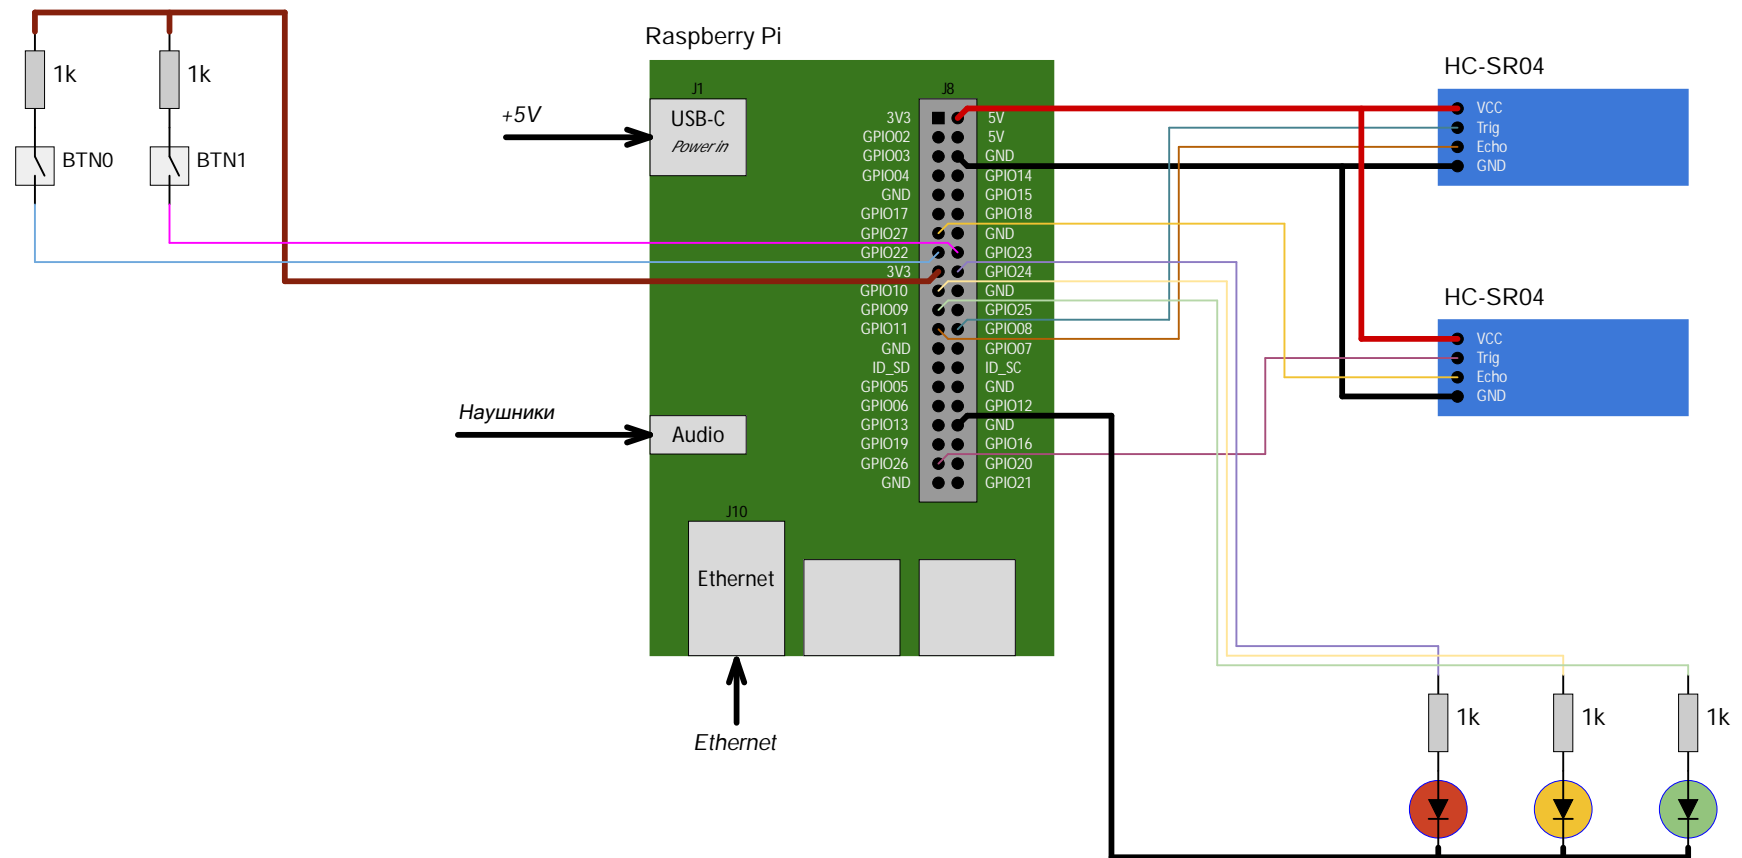 Raspberry Pi
1k
1k
BTN0
BTN1
+5V
J1
USB-C
Power In
J8
3V3 5V
GPIO02 5V
GPIO03 GND
GPIO04 GPIO14
GND GPIO15
GPIO17 GPIO18
GPIO27 GND
GPIO22 GPIO23
3V3 GPIO24
GPIO10 GND
GPIO09 GPIO25
GPIO11 GPIO08
GND GPIO07
ID_SD ID_SC
GPIO05 GND
GPIO06 GPIO12
GPIO13 GND
GPIO19 GPIO16
GPIO26 GPIO20
GND GPIO21
Наушники
Audio
J10
Ethernet
Ethernet
HC-SR04
VCC
Trig
Echo
GND
HC-SR04
VCC
Trig
Echo
GND
1k
1k
1k